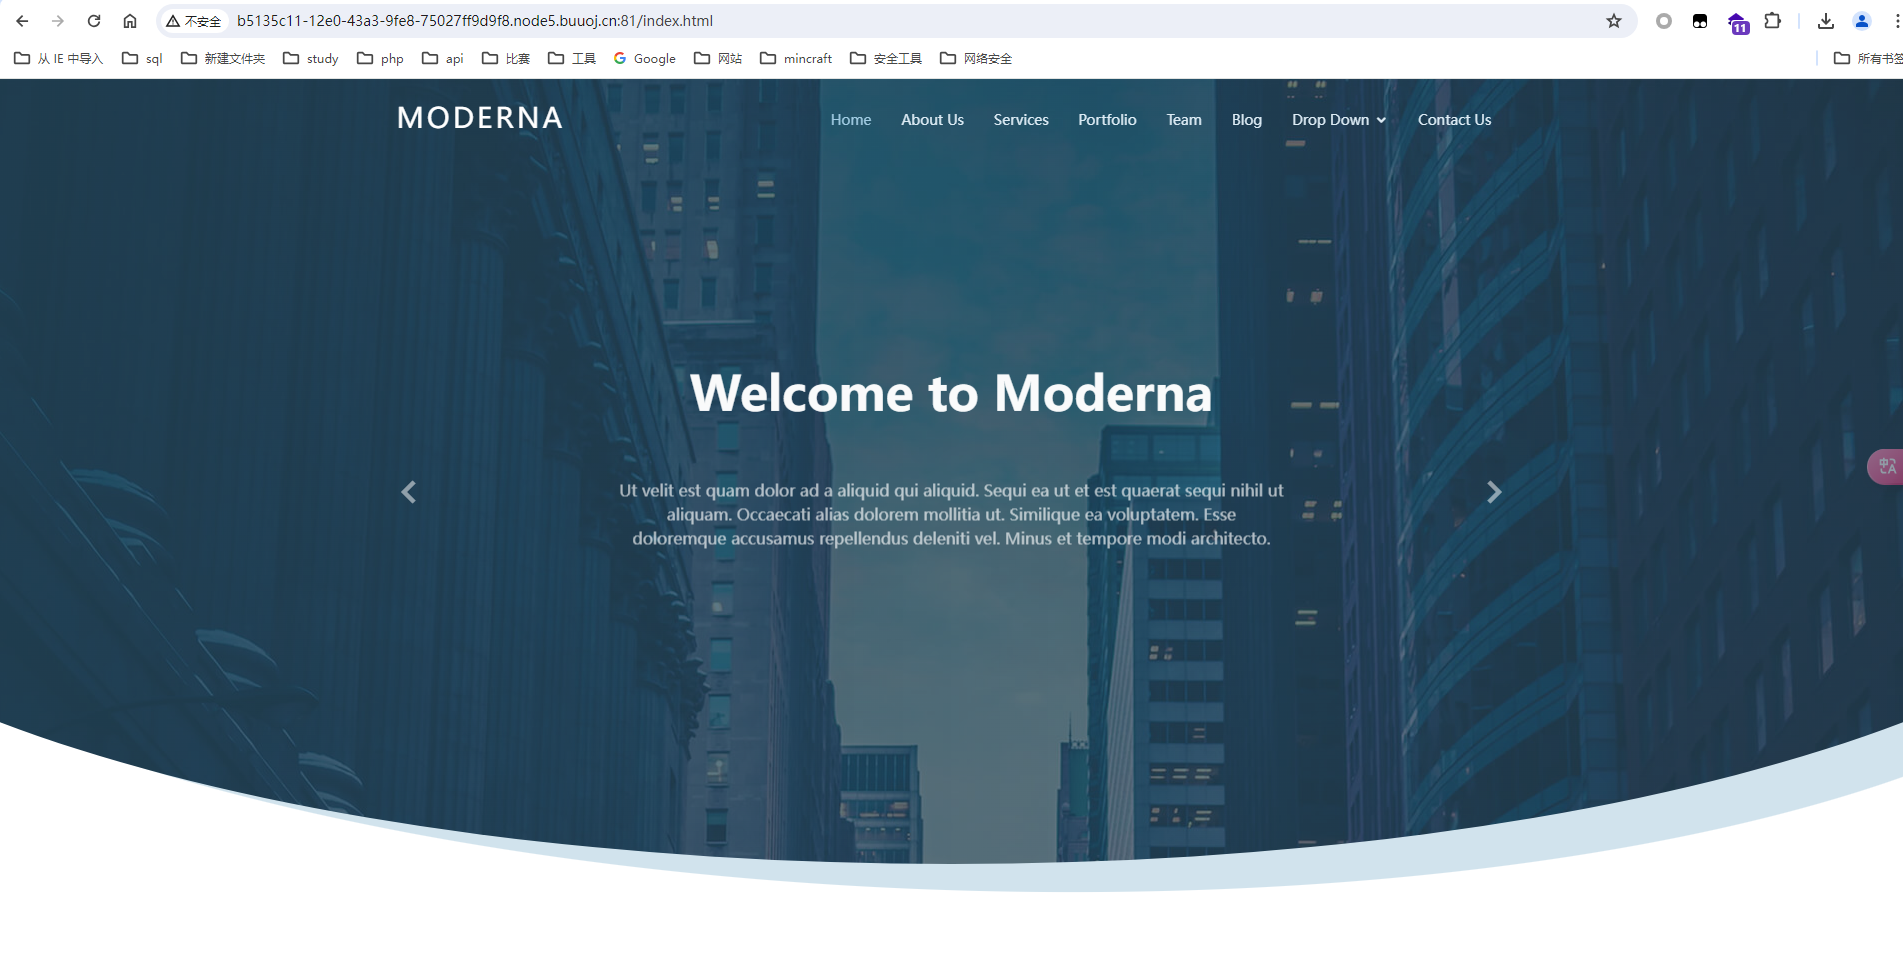 不安全 b5135c11-12e0-43a3-9fe8-75027ff9d9f8.node5.buuoj.cn:81/index.html
11
从 IE 中导入 sql 新建文件夹 study php api 比赛 工具 Google 网站 mincraft 安全工具 网络安全 所有书签
MODERNA Home About Us Services Portfolio Team Blog Drop Down Contact Us
Welcome to Moderna
Ut velit est quam dolor ad a aliquid qui aliquid. Sequi ea ut et est quaerat sequi nihil ut
aliquam. Occaecati alias dolorem mollitia ut. Similique ea voluptatem. Esse
doloremque accusamus repellendus deleniti vel. Minus et tempore modi architecto.